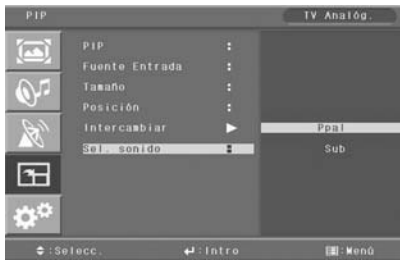 PIP TV Analóg.
PIP :
Fuente Entrada :
Tamaño :
Posición :
Intercambiar ▶
Sel. sonido :
Ppal
Sub
:Selecc. :Intro :Menú